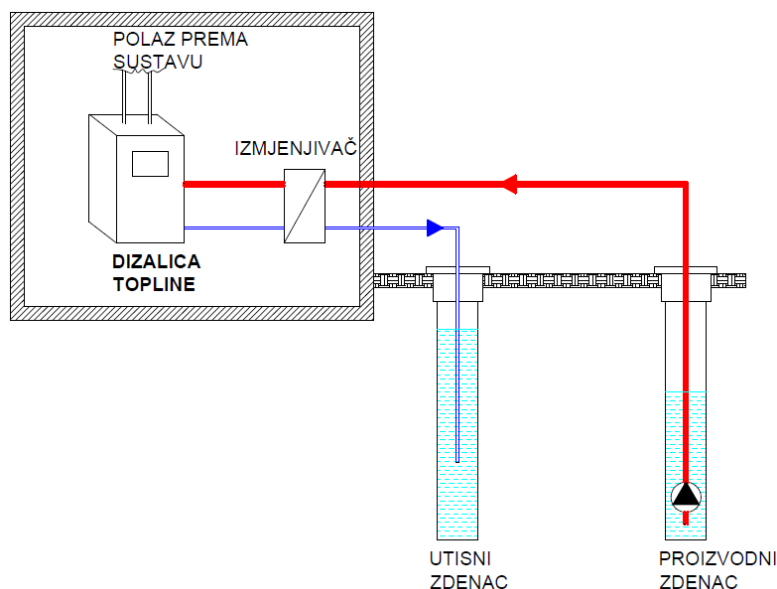 POLAZ PREMA
SUSTAVU
IZMJENJIVAČ
DIZALICA
TOPLINE
UTISNI
ZDENAC
PROIZVODNI
ZDENAC